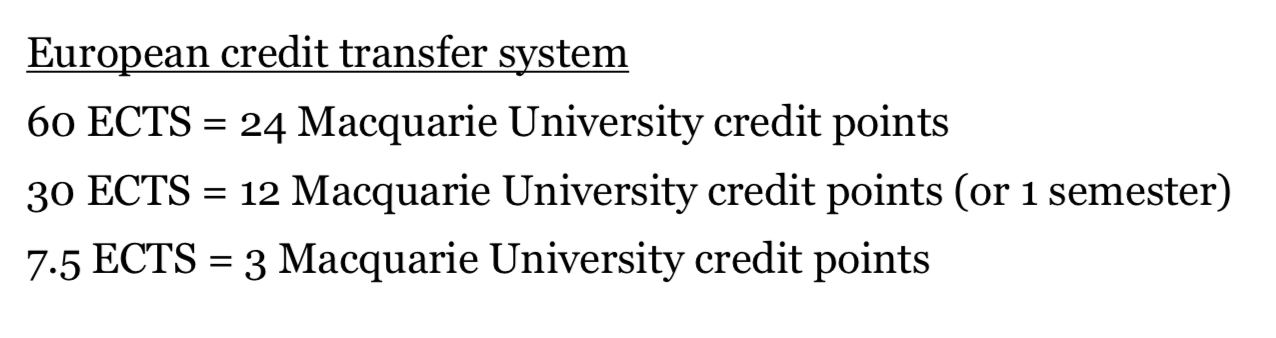 European credit transfer system
60 ECTS = 24 Macquarie University credit points
30 ECTS = 12 Macquarie University credit points (or 1 semester)
7.5 ECTS = 3 Macquarie University credit points